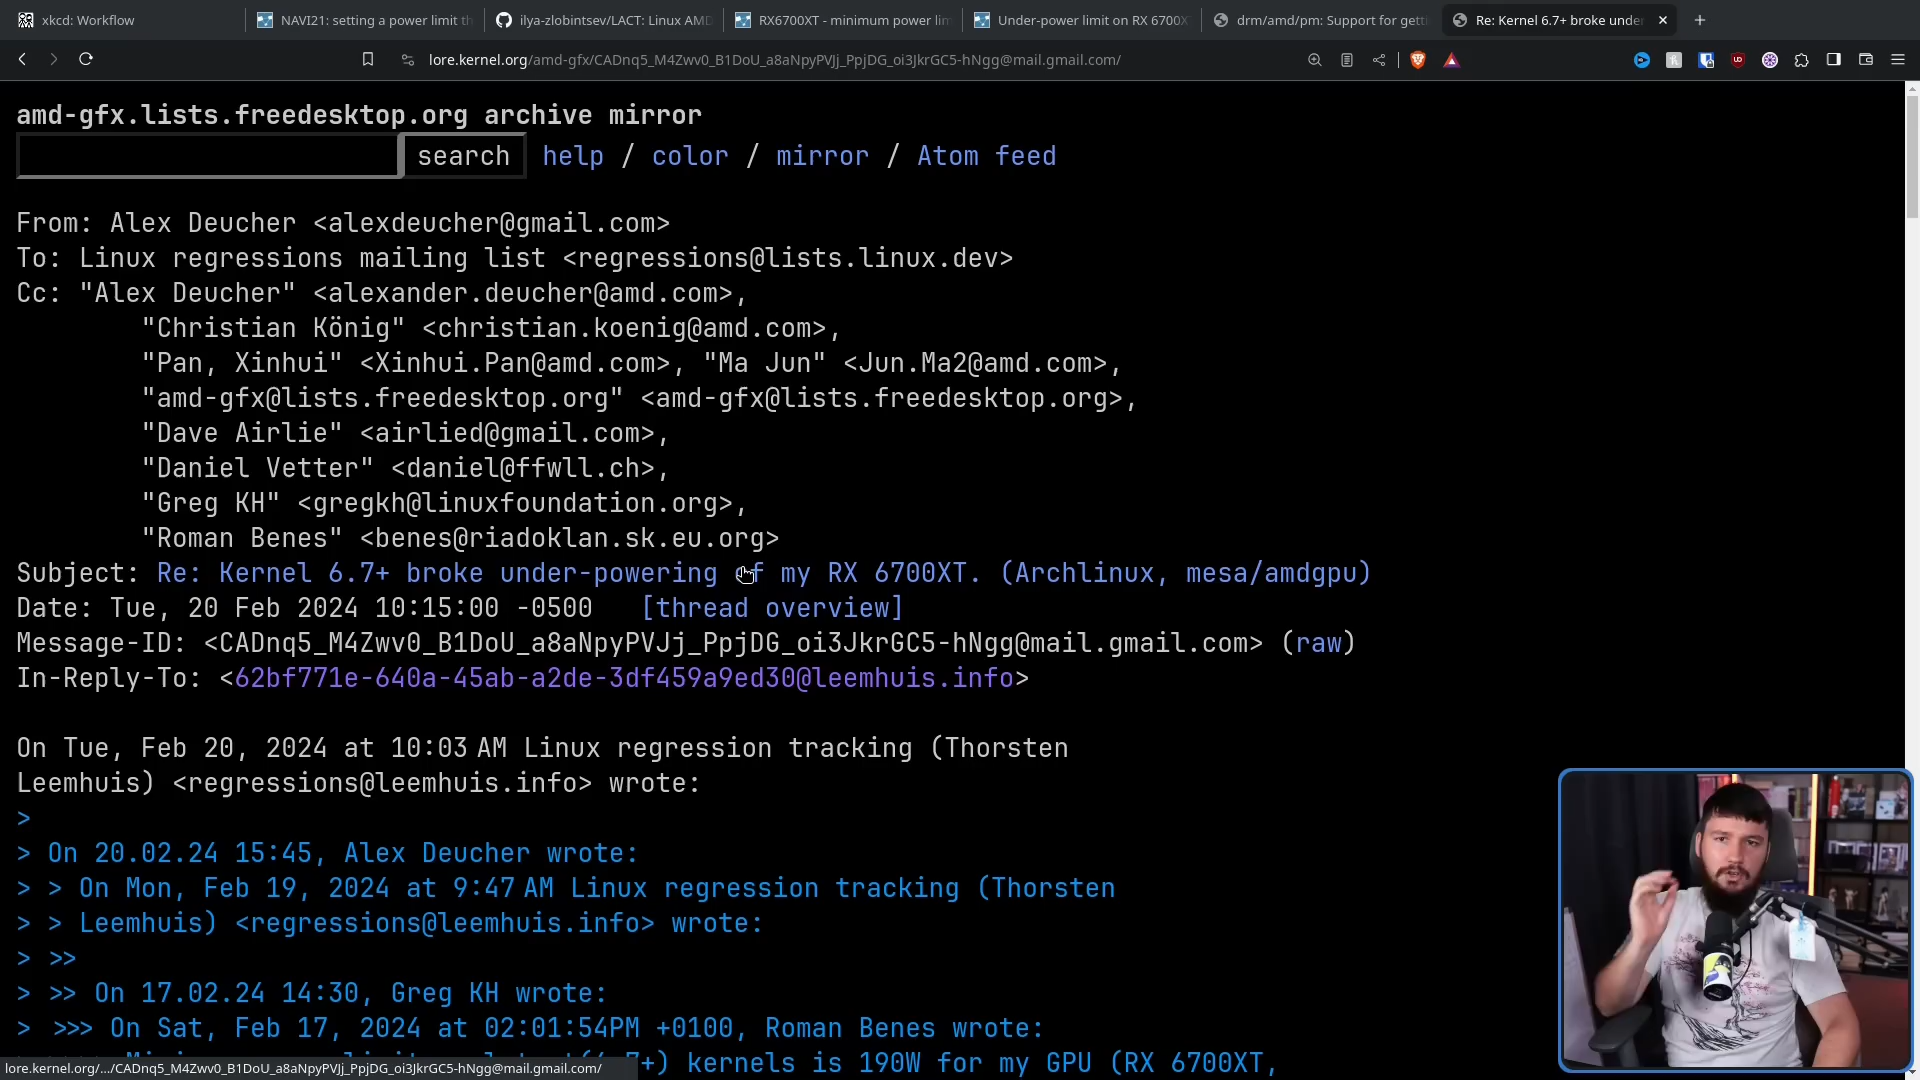 xkcd: Workflow
NAVI21: setting a power limit th
ilya-zlobintsev/LACT: Linux AMD
RX6700XT - minimum power lim
Under-power limit on RX 6700X
drm/amd/pm: Support for getti
Re: Kernel 6.7+ broke under
lore.kernel.org/amd-gfx/CADnq5_M4Zwv0_B1DoU_a8aNpyPVJj_PpjDG_oi3JkrGC5-hNgg@mail.gmail.com/
amd-gfx.lists.freedesktop.org archive mirror
search help / color / mirror / Atom feed
From: Alex Deucher <alexdeucher@gmail.com>
To: Linux regressions mailing list <regressions@lists.linux.dev>
Cc: "Alex Deucher" <alexander.deucher@amd.com>,
"Christian König" <christian.koenig@amd.com>,
"Pan, Xinhui" <Xinhui.Pan@amd.com>, "Ma Jun" <Jun.Ma2@amd.com>,
"amd-gfx@lists.freedesktop.org" <amd-gfx@lists.freedesktop.org>,
"Dave Airlie" <airlied@gmail.com>,
"Daniel Vetter" <daniel@ffwll.ch>,
"Greg KH" <gregkh@linuxfoundation.org>,
"Roman Benes" <benes@riadoklan.sk.eu.org>
Subject: Re: Kernel 6.7+ broke under-powering of my RX 6700XT. (Archlinux, mesa/amdgpu)
Date: Tue, 20 Feb 2024 10:15:00 -0500 [thread overview]
Message-ID: <CADnq5_M4Zwv0_B1DoU_a8aNpyPVJj_PpjDG_oi3JkrGC5-hNgg@mail.gmail.com> (raw)
In-Reply-To: <62bf771e-640a-45ab-a2de-3df459a9ed30@leemhuis.info>
On Tue, Feb 20, 2024 at 10:03 AM Linux regression tracking (Thorsten
Leemhuis) <regressions@leemhuis.info> wrote:
>
> On 20.02.24 15:45, Alex Deucher wrote:
> > On Mon, Feb 19, 2024 at 9:47 AM Linux regression tracking (Thorsten
> > Leemhuis) <regressions@leemhuis.info> wrote:
> >>
> >> On 17.02.24 14:30, Greg KH wrote:
> >>> On Sat, Feb 17, 2024 at 02:01:54PM +0100, Roman Benes wrote:
kernels is 190W for my GPU (RX 6700XT,
lore.kernel.org/.../CADnq5_M4Zwv0_B1DoU_a8aNpyPVJj_PpjDG_oi3JkrGC5-hNgg@mail.gmail.com/